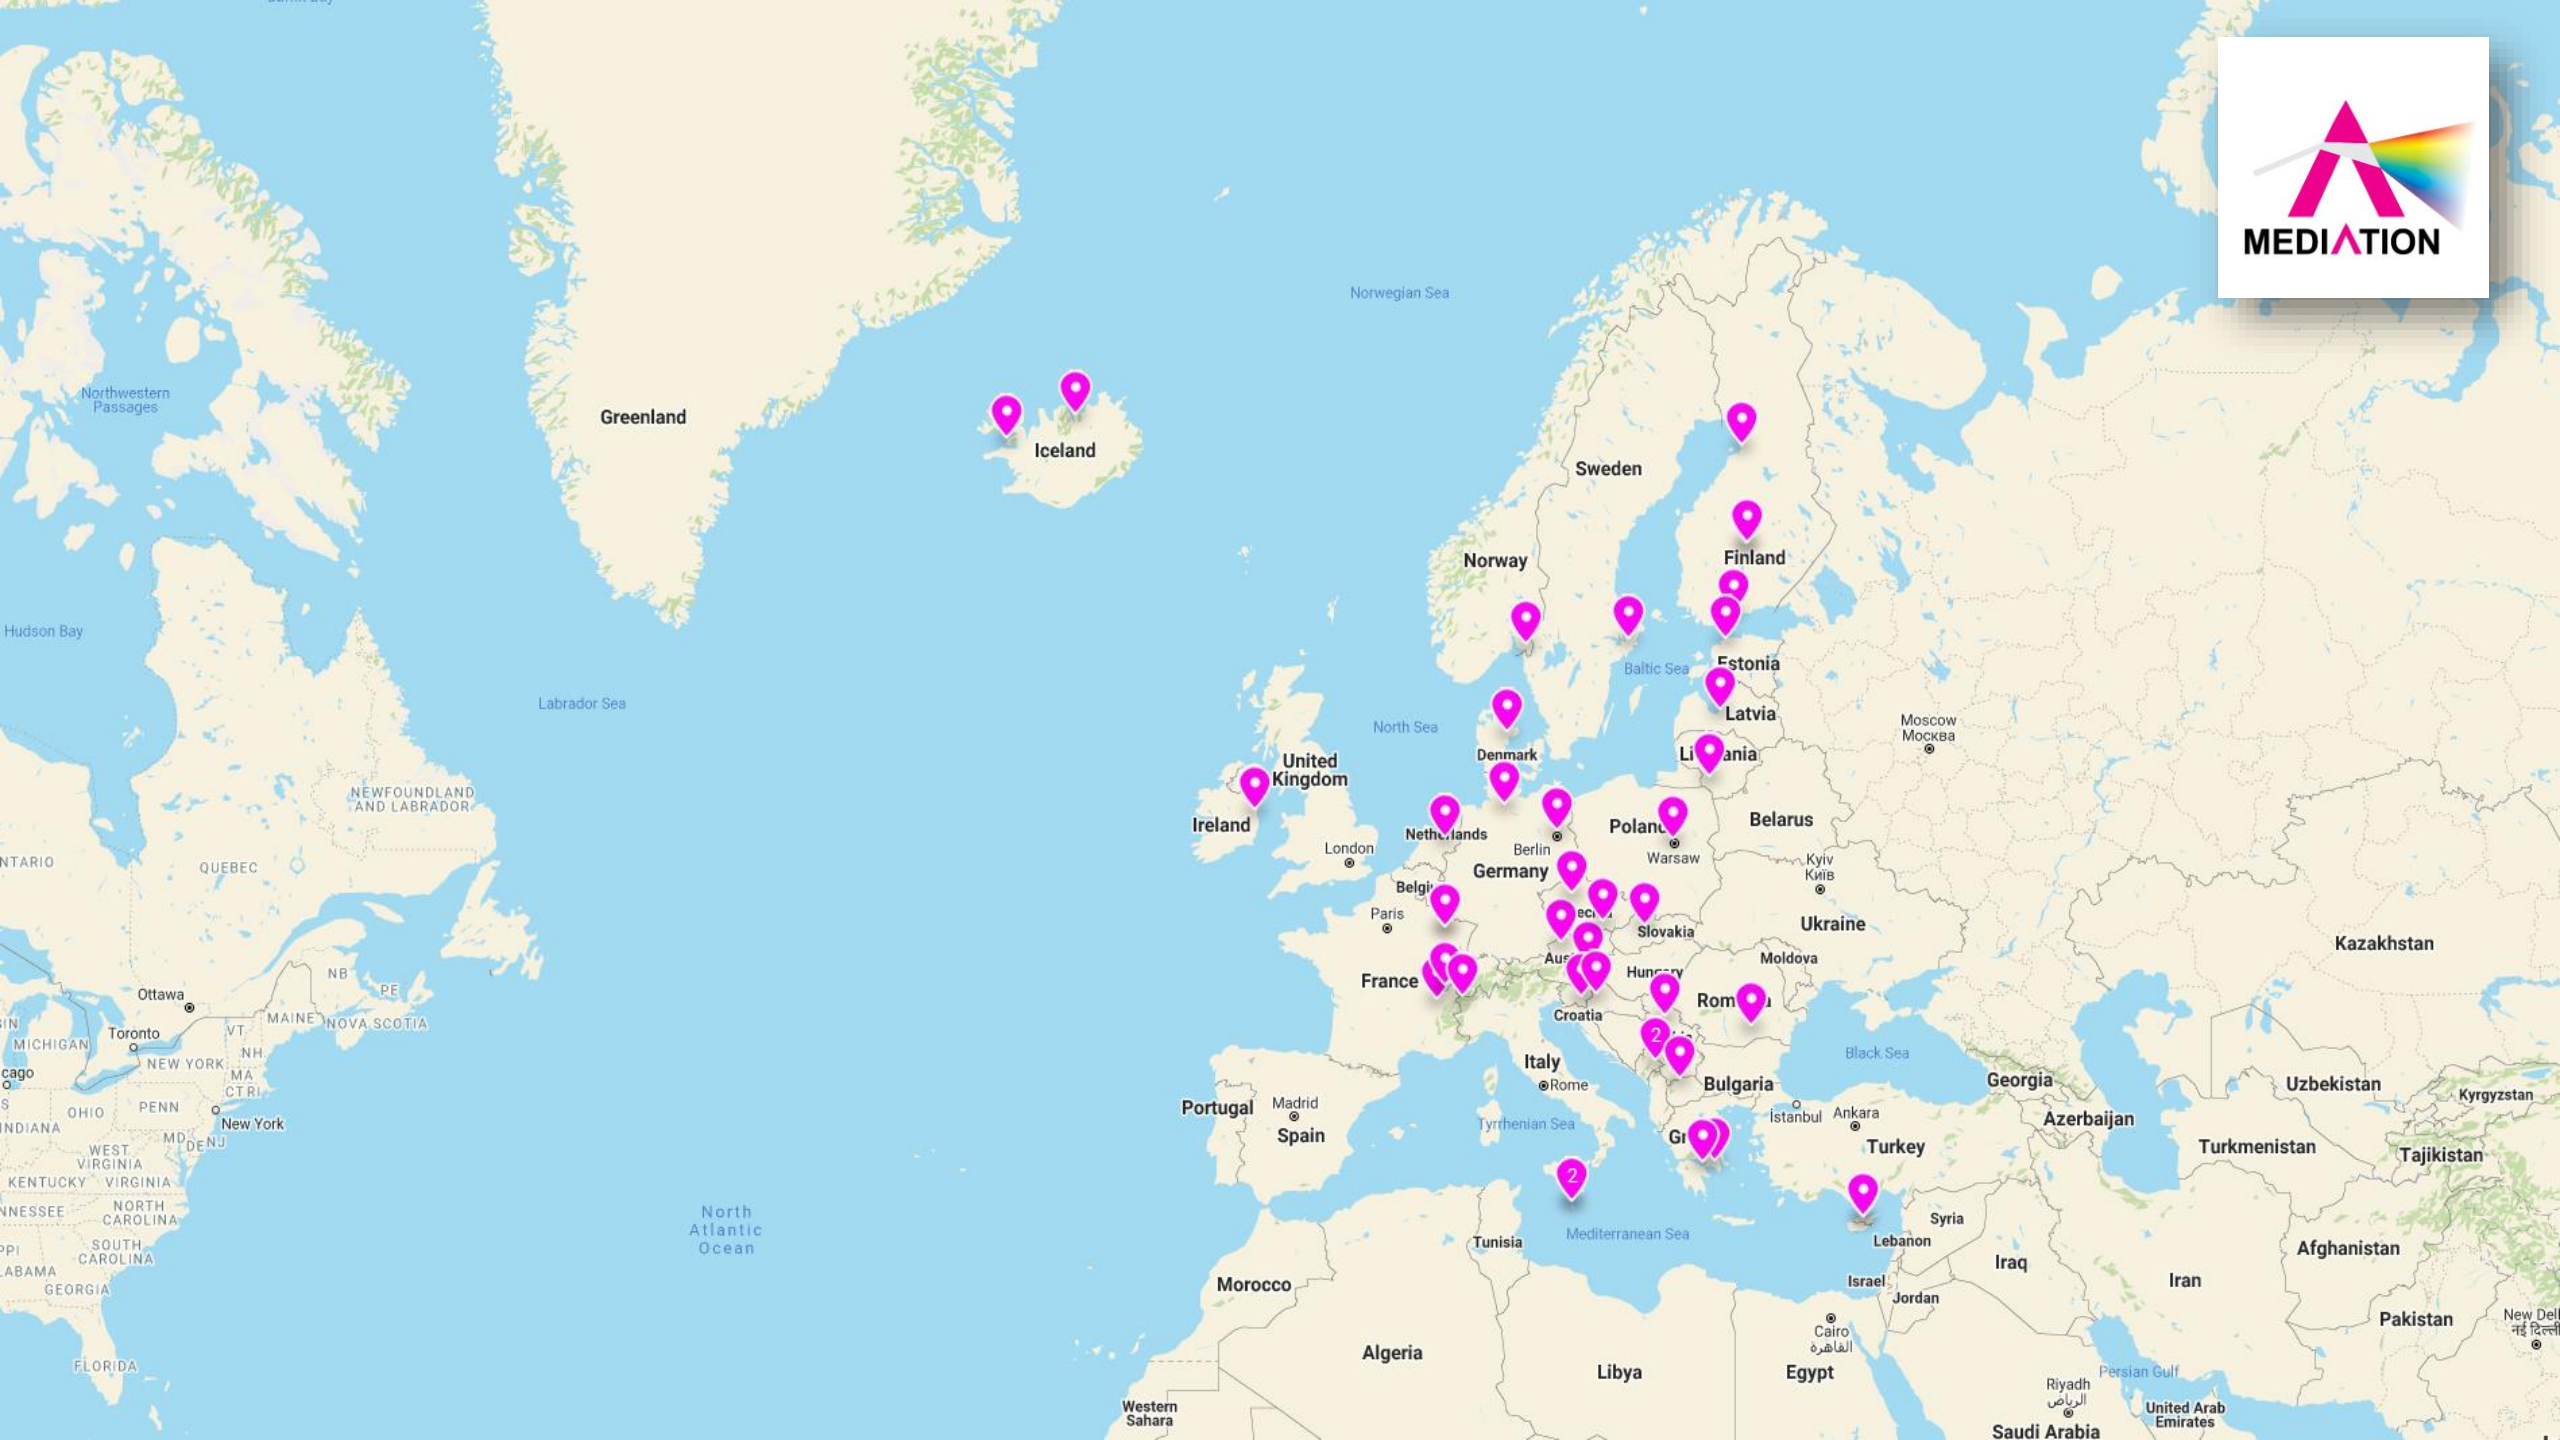 MEDIATION
Norwegian Sea
Northwestern
Passages
Greenland
Iceland
Sweden
Norway
Finland
Hudson Bay
Estonia
Baltic Sea
Labrador Sea
Latvia
North Sea
Moscow
Москва
Denmark
United
Kingdom
NEWFOUNDLAND
AND LABRADOR
Belarus
Ireland
Netherlands
London
Berlin
Warsaw
QUEBEC
Germany
Kyiv
Київ
Paris
Ukraine
Slovakia
Kazakhstan
Moldova
NB
France
PE
Ottawa
Croatia
MAINE
NOVA SCOTIA
Toronto
VT
MICHIGAN
NH
Black Sea
NEW YORK
Italy
MA
CT RI
Rome
Bulgaria
Georgia
Uzbekistan
Kyrgyzstan
OHIO
PENN
Portugal
Madrid
Spain
İstanbul
Ankara
Azerbaijan
New York
INDIANA
MD
DE
NJ
Tyrrhenian Sea
Turkey
Turkmenistan
Tajikistan
WEST
VIRGINIA
KENTUCKY
VIRGINIA
2
2
NORTH
CAROLINA
North
Atlantic
Ocean
Syria
Mediterranean Sea
Tunisia
Lebanon
Afghanistan
SOUTH
CAROLINA
Iraq
Morocco
Israel
Iran
GEORGIA
Jordan
Pakistan
Cairo
القاهرة
Algeria
Libya
Egypt
FLORIDA
Persian Gulf
Riyadh
الرياض
Western
Sahara
United Arab
Emirates
Saudi Arabia